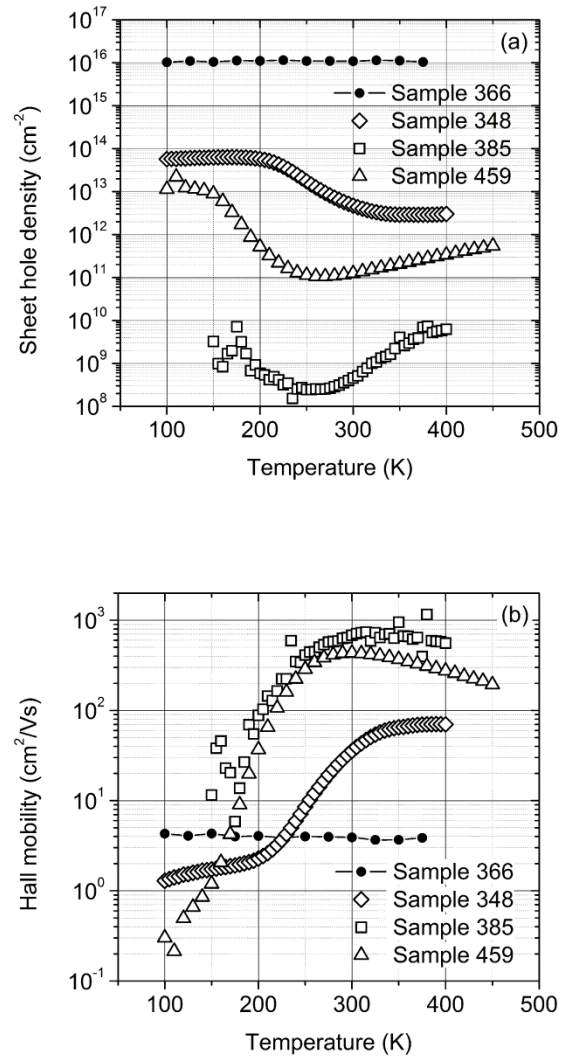 (a)
10^16
10^16
10^15
10^14
10^13
10^12
10^11
10^10
10^9
10^8
Sheet hole density (cm^-2)
Sample 366
Sample 348
Sample 385
Sample 459
100 200 300 400 500
Temperature (K)
(b)
10^3
10^2
10^1
10^0
10^-1
Hall mobility (cm^2/Vs)
Sample 366
Sample 348
Sample 385
Sample 459
100 200 300 400 500
Temperature (K)